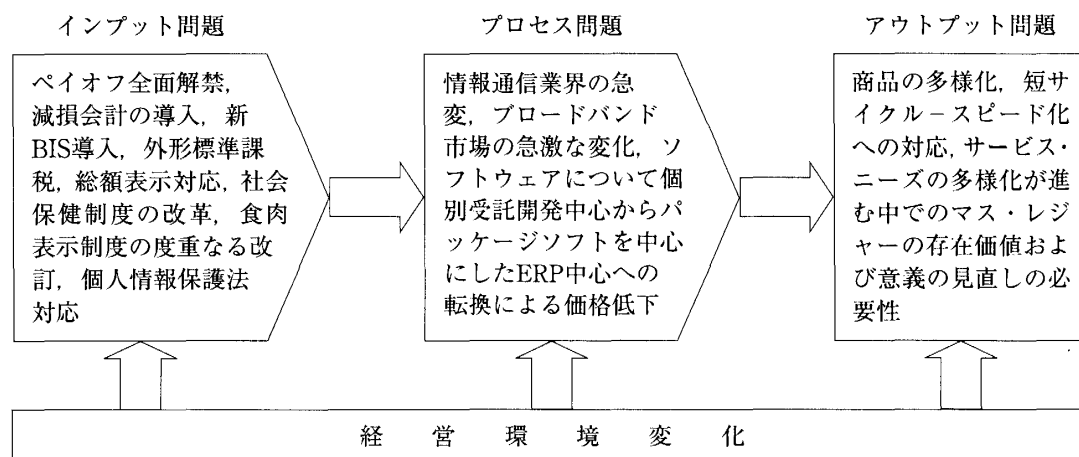 インプット問題
ペイオフ全面解禁，
減損会計の導入，新
BIS導入，外形標準課
税，総額表示対応，社会
保健制度の改革，食肉
表示制度の度重なる改
訂，個人情報保護法
対応
プロセス問題
情報通信業界の急
変，ブロードバンド
市場の急激な変化，ソ
フトウェアについて個
別受託開発中心からパ
ッケージソフトを中心
にしたERP中心への
転換による価格低下
アウトプット問題
商品の多様化，短サ
イクル－スピード化
への対応，サービス・
ニーズの多様化が進
む中でのマス・レジ
ャーの存在価値およ
び意義の見直しの必
要性
経営環境変化